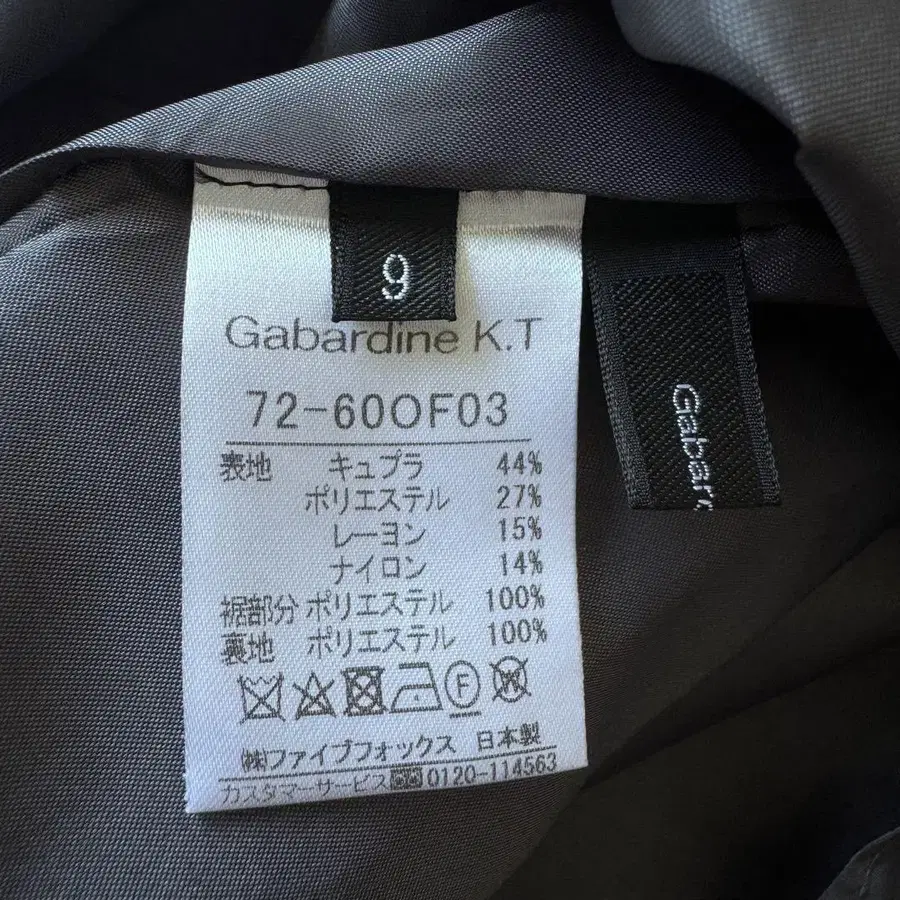 9
Gabardine K.T
72-60OF03
表地 キュプラ 44%
ポリエステル 27%
レーヨン 15%
ナイロン 14%
裾部分 ポリエステル 100%
裏地 ポリエステル 100%
F
W
㈱ファイブフォックス 日本製
カスタマーサービス 0120-114563
Gabar